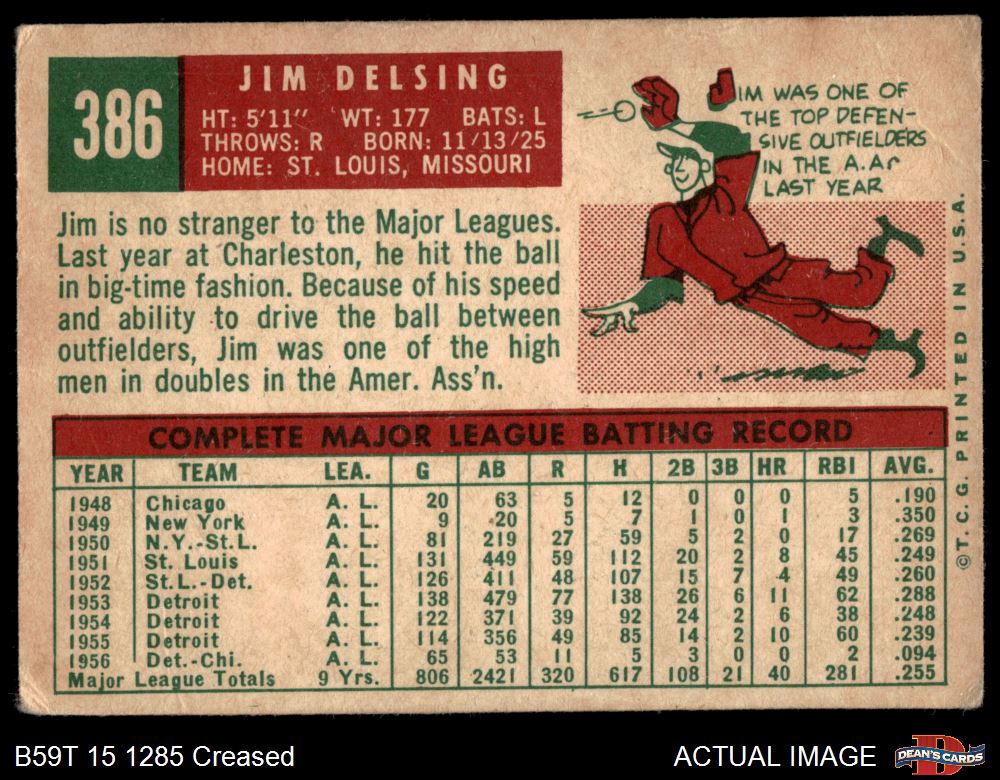 386
JIM DELSING
HT: 5'11" WT: 177 BATS: L
THROWS: R BORN: 11/13/25
HOME: ST. LOUIS, MISSOURI
JIM WAS ONE OF
THE TOP DEFEN-
SIVE OUTFIELDERS
IN THE A.A.
LAST YEAR
Jim is no stranger to the Major Leagues.
Last year at Charleston, he hit the ball
in big-time fashion. Because of his speed
and ability to drive the ball between
outfielders, Jim was one of the high
men in doubles in the Amer. Ass'n.
COMPLETE MAJOR LEAGUE BATTING RECORD
YEAR TEAM LEA. G AB R H 2B 3B HR RBI AVG.
1948 Chicago A. L. 20 63 5 12 0 0 0 5 .190
1949 New York A. L. 9 20 5 7 1 0 1 3 .350
1950 N.Y.-St.L. A. L. 81 219 27 59 5 2 0 17 .269
1951 St. Louis A. L. 131 449 59 112 20 2 8 45 .249
1952 St.L.-Det. A. L. 126 411 48 107 15 7 4 49 .260
1953 Detroit A. L. 138 479 77 138 26 6 11 62 .288
1954 Detroit A. L. 122 371 39 92 24 2 6 38 .248
1955 Detroit A. L. 114 356 49 85 14 2 10 60 .239
1956 Det.-Chi. A. L. 65 53 11 5 3 0 0 2 .094
Major League Totals 9 Yrs. 806 2421 320 617 108 21 40 281 .255
©T. C. G. PRINTED IN U.S.A.
B59T 15 1285 Creased
ACTUAL IMAGE
D
DEAN'S CARDS